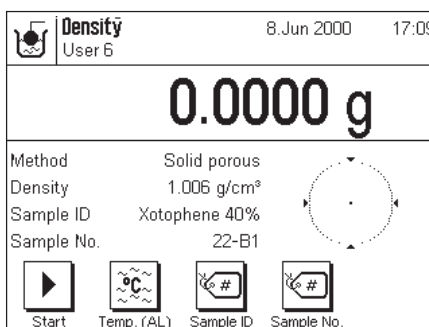 Density
8.Jun 2000 17:09
User 6
0.0000 g
Method Solid porous
Density 1.006 g/cm³
Sample ID Xotophene 40%
Sample No. 22-B1
°C # #
Start Temp. (AL) Sample ID Sample No.